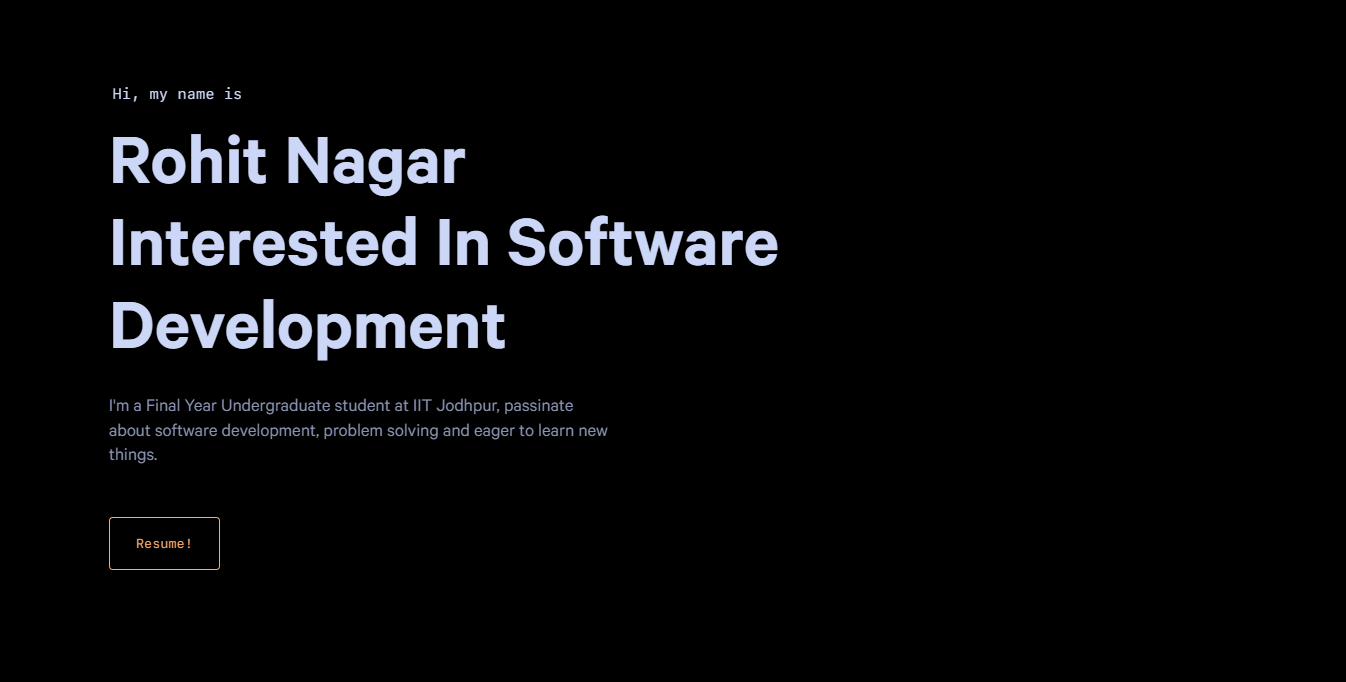 Hi, my name is
Rohit Nagar
Interested In Software
Development
I'm a Final Year Undergraduate student at IIT Jodhpur, passinate
about software development, problem solving and eager to learn new
things.
Resume!